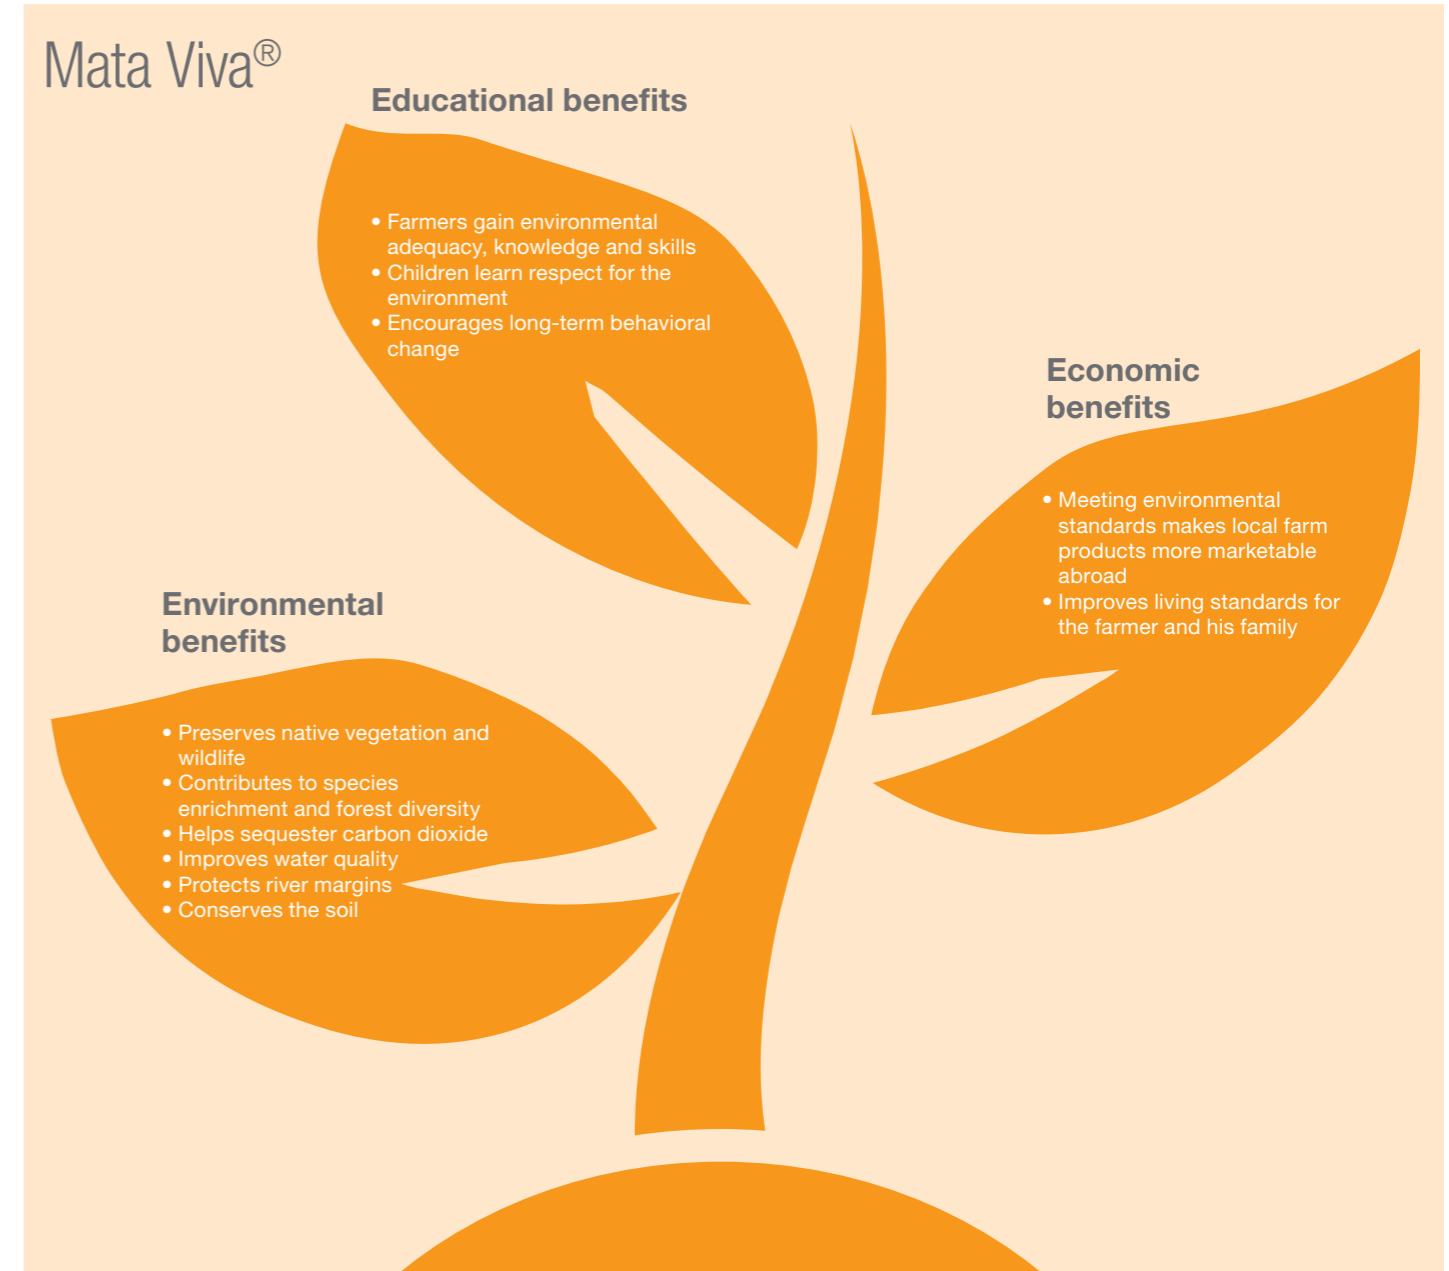 Mata Viva®
Educational benefits
• Farmers gain environmental
adequacy, knowledge and skills
• Children learn respect for the
environment
• Encourages long-term behavioral
change
Economic
benefits
• Meeting environmental
standards makes local farm
products more marketable
abroad
• Improves living standards for
the farmer and his family
Environmental
benefits
• Preserves native vegetation and
wildlife
• Contributes to species
enrichment and forest diversity
• Helps sequester carbon dioxide
• Improves water quality
• Protects river margins
• Conserves the soil